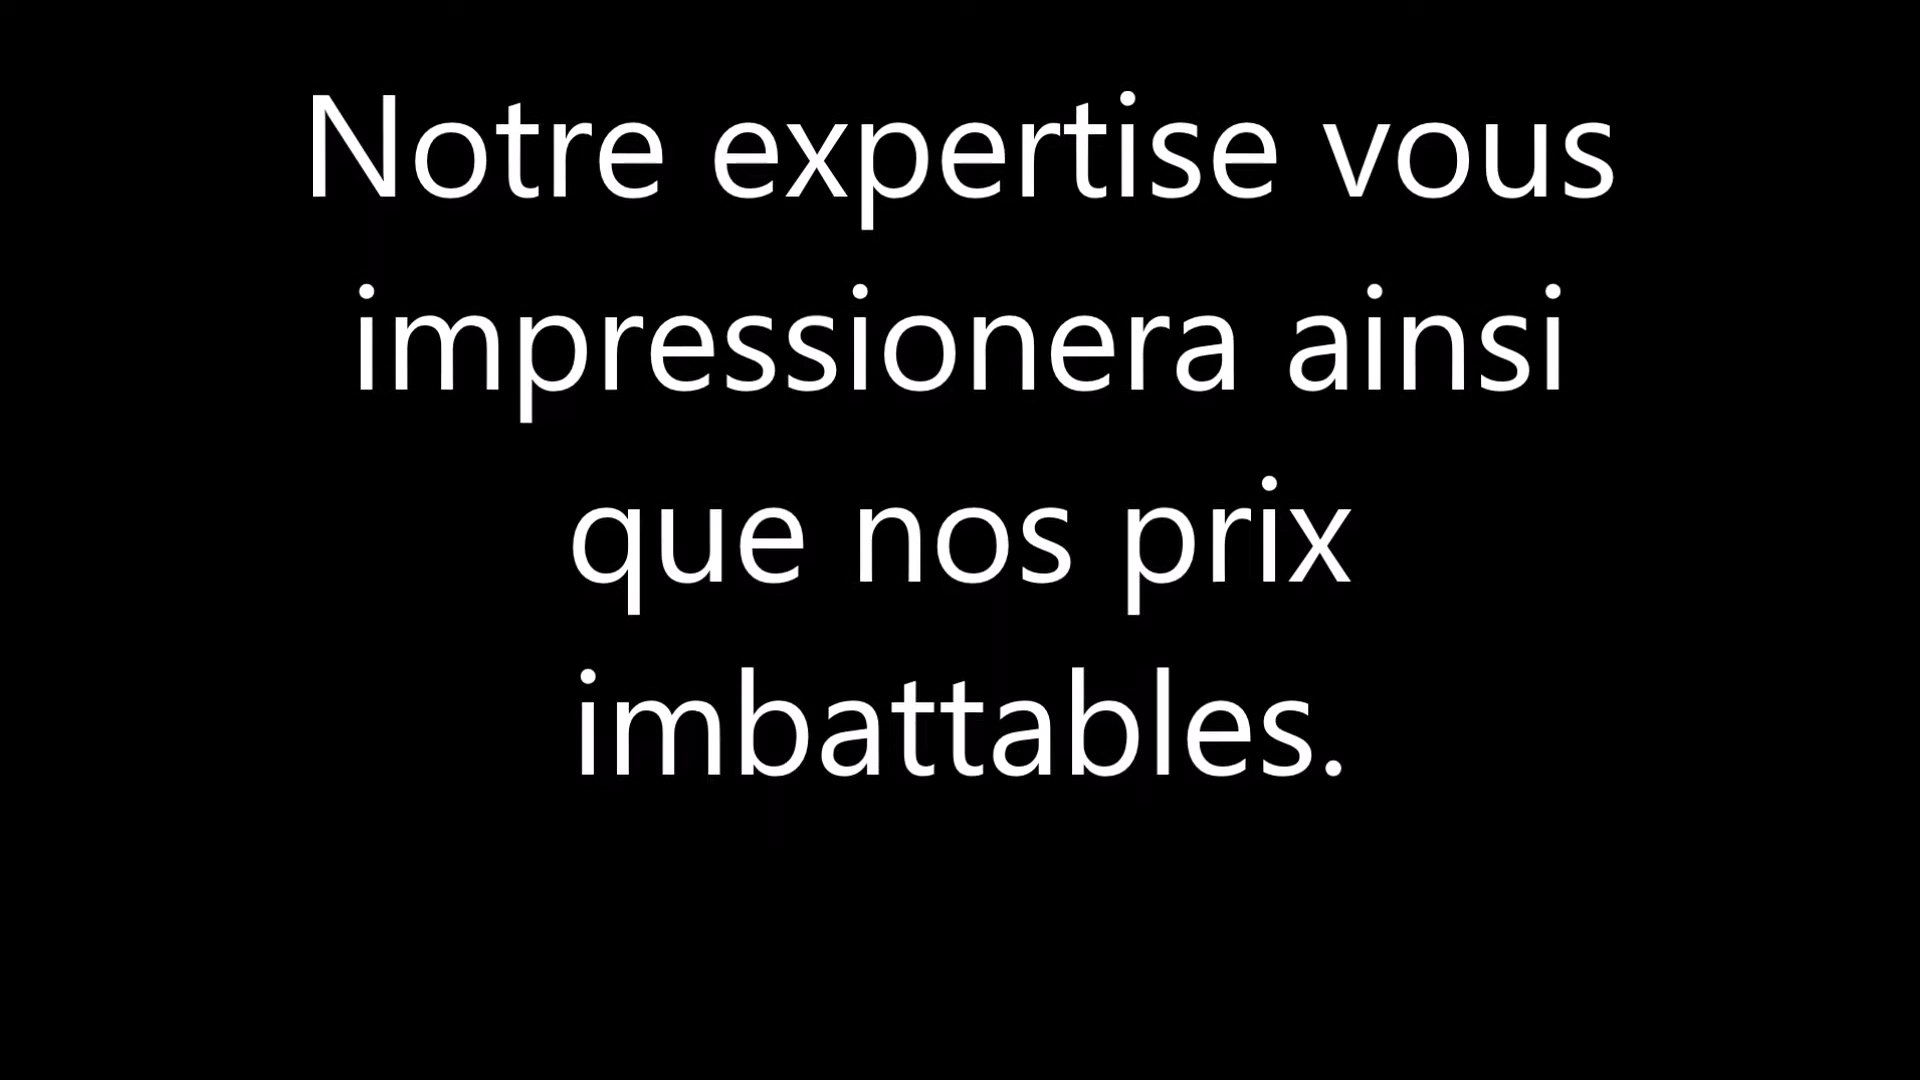 Notre expertise vous
impressionera ainsi
que nos prix
imbattables.